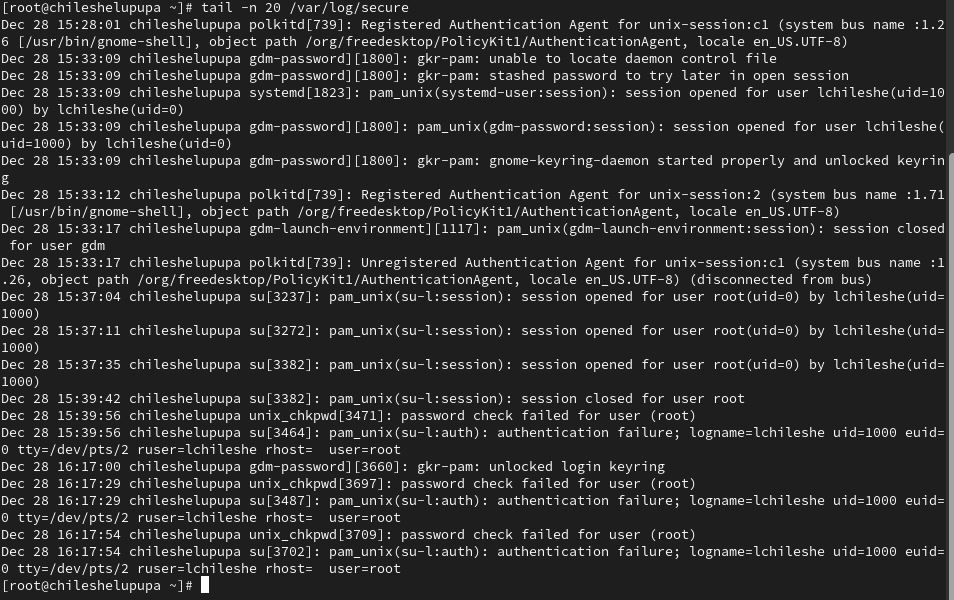 [root@chileshelupupa ~]# tail -n 20 /var/log/secure
Dec 28 15:28:01 chileshelupupa polkitd[739]: Registered Authentication Agent for unix-session:c1 (system bus name :1.2
6 [/usr/bin/gnome-shell], object path /org/freedesktop/PolicyKit1/AuthenticationAgent, locale en_US.UTF-8)
Dec 28 15:33:09 chileshelupupa gdm-password][1800]: gkr-pam: unable to locate daemon control file
Dec 28 15:33:09 chileshelupupa gdm-password][1800]: gkr-pam: stashed password to try later in open session
Dec 28 15:33:09 chileshelupupa systemd[1823]: pam_unix(systemd-user:session): session opened for user lchileshe(uid=10
00) by lchileshe(uid=0)
Dec 28 15:33:09 chileshelupupa gdm-password][1800]: pam_unix(gdm-password:session): session opened for user lchileshe(
uid=1000) by lchileshe(uid=0)
Dec 28 15:33:09 chileshelupupa gdm-password][1800]: gkr-pam: gnome-keyring-daemon started properly and unlocked keyrin
g
Dec 28 15:33:12 chileshelupupa polkitd[739]: Registered Authentication Agent for unix-session:2 (system bus name :1.71
 [/usr/bin/gnome-shell], object path /org/freedesktop/PolicyKit1/AuthenticationAgent, locale en_US.UTF-8)
Dec 28 15:33:17 chileshelupupa gdm-launch-environment][1117]: pam_unix(gdm-launch-environment:session): session closed
 for user gdm
Dec 28 15:33:17 chileshelupupa polkitd[739]: Unregistered Authentication Agent for unix-session:c1 (system bus name :1
.26, object path /org/freedesktop/PolicyKit1/AuthenticationAgent, locale en_US.UTF-8) (disconnected from bus)
Dec 28 15:37:04 chileshelupupa su[3237]: pam_unix(su-l:session): session opened for user root(uid=0) by lchileshe(uid=
1000)
Dec 28 15:37:11 chileshelupupa su[3272]: pam_unix(su-l:session): session opened for user root(uid=0) by lchileshe(uid=
1000)
Dec 28 15:37:35 chileshelupupa su[3382]: pam_unix(su-l:session): session opened for user root(uid=0) by lchileshe(uid=
1000)
Dec 28 15:39:42 chileshelupupa su[3382]: pam_unix(su-l:session): session closed for user root
Dec 28 15:39:56 chileshelupupa unix_chkpwd[3471]: password check failed for user (root)
Dec 28 15:39:56 chileshelupupa su[3464]: pam_unix(su-l:auth): authentication failure; logname=lchileshe uid=1000 euid=
0 tty=/dev/pts/2 ruser=lchileshe rhost=  user=root
Dec 28 16:17:00 chileshelupupa gdm-password][3660]: gkr-pam: unlocked login keyring
Dec 28 16:17:29 chileshelupupa unix_chkpwd[3697]: password check failed for user (root)
Dec 28 16:17:29 chileshelupupa su[3487]: pam_unix(su-l:auth): authentication failure; logname=lchileshe uid=1000 euid=
0 tty=/dev/pts/2 ruser=lchileshe rhost=  user=root
Dec 28 16:17:54 chileshelupupa unix_chkpwd[3709]: password check failed for user (root)
Dec 28 16:17:54 chileshelupupa su[3702]: pam_unix(su-l:auth): authentication failure; logname=lchileshe uid=1000 euid=
0 tty=/dev/pts/2 ruser=lchileshe rhost=  user=root
[root@chileshelupupa ~]#